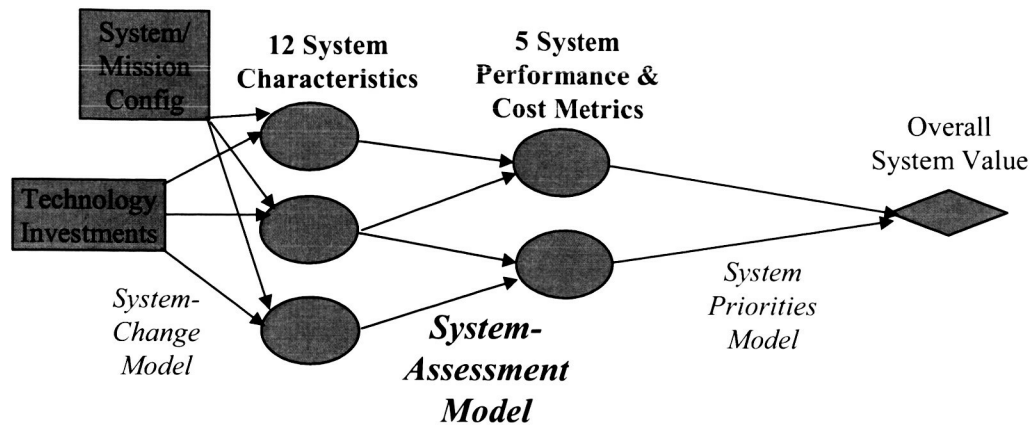 System/
Mission
Config
12 System
Characteristics
5 System
Performance &
Cost Metrics
Overall
System Value
Technology
Investments
System-
Change
Model
System-
Assessment
Model
System
Priorities
Model